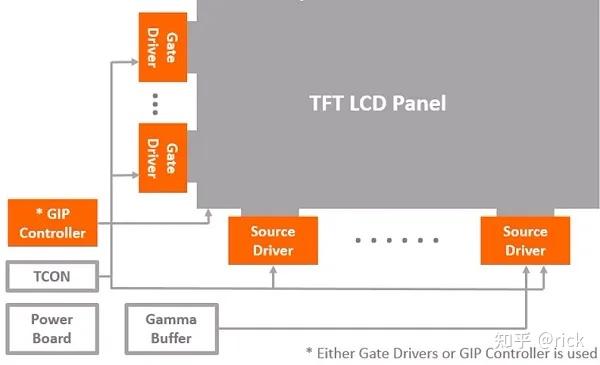 Gate
Driver
TFT LCD Panel
Gate
Driver
* GIP
Controller
Source
Driver
Source
Driver
TCON
Power
Board
Gamma
Buffer
知乎 @rick
* Either Gate Drivers or GIP Controller is used